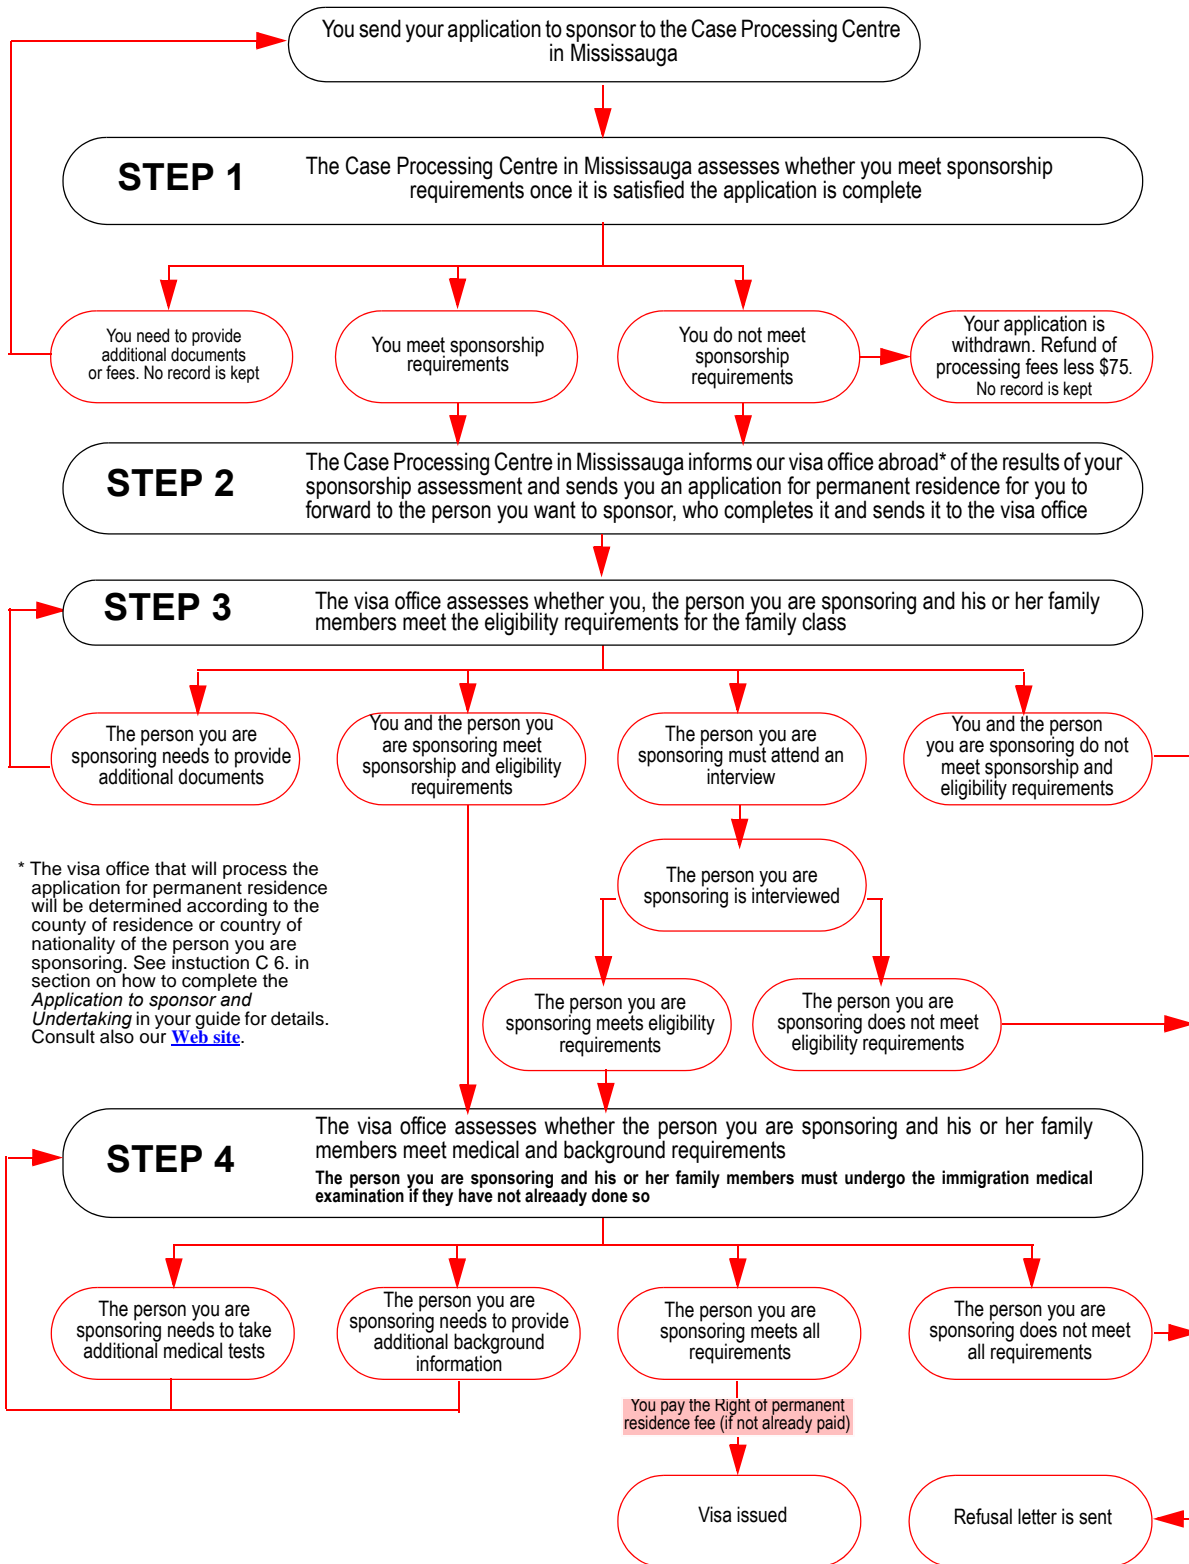 You send your application to sponsor to the Case Processing Centre
in Mississauga
STEP 1
The Case Processing Centre in Mississauga assesses whether you meet sponsorship
requirements once it is satisfied the application is complete
You need to provide
additional documents
or fees. No record is kept
You meet sponsorship
requirements
You do not meet
sponsorship
requirements
Your application is
withdrawn. Refund of
processing fees less $75.
No record is kept
STEP 2
The Case Processing Centre in Mississauga informs our visa office abroad* of the results of your
sponsorship assessment and sends you an application for permanent residence for you to
forward to the person you want to sponsor, who completes it and sends it to the visa office
STEP 3
The visa office assesses whether you, the person you are sponsoring and his or her family
members meet the eligibility requirements for the family class
The person you are
sponsoring needs to provide
additional documents
You and the person you
are sponsoring meet
sponsorship and eligibility
requirements
The person you are
sponsoring must attend an
interview
You and the person
you are sponsoring do not
meet sponsorship and
eligibility requirements
* The visa office that will process the
application for permanent residence
will be determined according to the
county of residence or country of
nationality of the person you are
sponsoring. See instuction C 6. in
section on how to complete the
Application to sponsor and
Undertaking in your guide for details.
Consult also our Web site.
The person you are
sponsoring is interviewed
The person you are
sponsoring meets eligibility
requirements
The person you are
sponsoring does not meet
eligibility requirements
STEP 4
The visa office assesses whether the person you are sponsoring and his or her family
members meet medical and background requirements
The person you are sponsoring and his or her family members must undergo the immigration medical
examination if they have not alreaady done so
The person you are
sponsoring needs to take
additional medical tests
The person you are
sponsoring needs to provide
additional background
information
The person you are
sponsoring meets all
requirements
The person you are
sponsoring does not meet
all requirements
You pay the Right of permanent
residence fee (if not already paid)
Visa issued
Refusal letter is sent